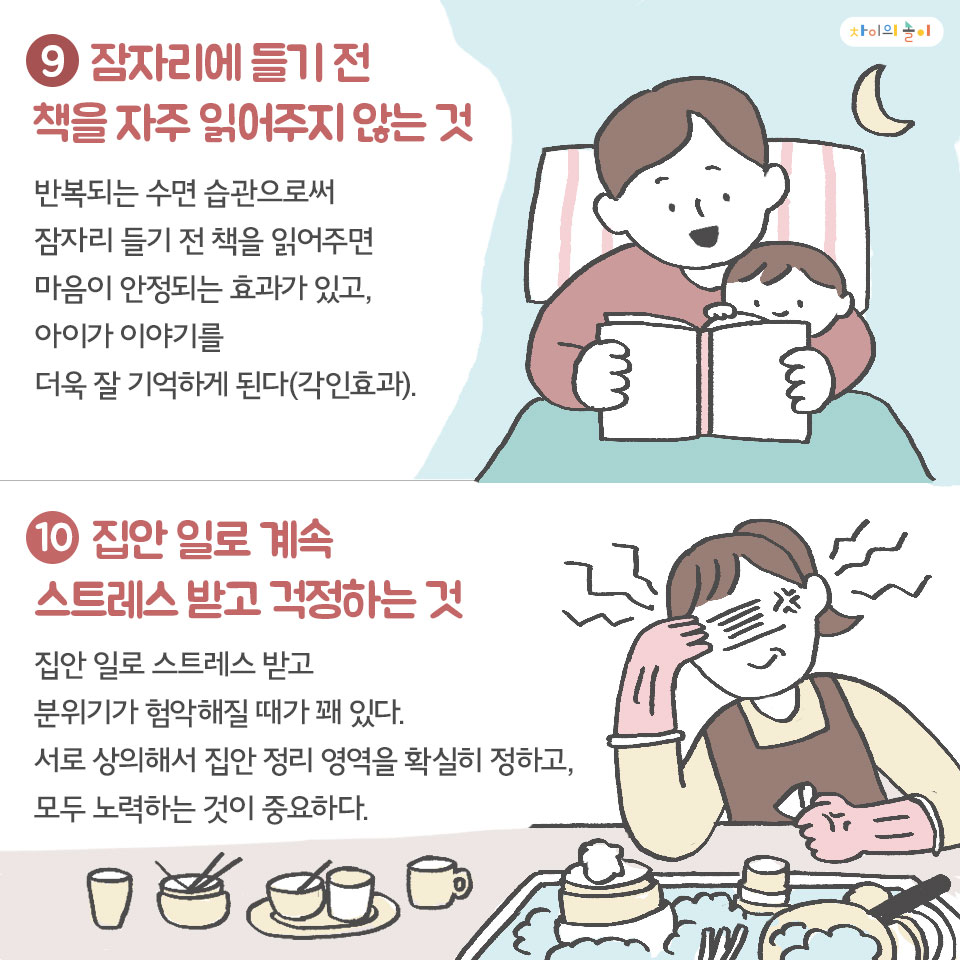 차이의 놀이
9 잠자리에 들기 전
책을 자주 읽어주지 않는 것
반복되는 수면 습관으로써
잠자리 들기 전 책을 읽어주면
마음이 안정되는 효과가 있고,
아이가 이야기를
더욱 잘 기억하게 된다(각인효과).
10 집안 일로 계속
스트레스 받고 걱정하는 것
집안 일로 스트레스 받고
분위기가 험악해질 때가 꽤 있다.
서로 상의해서 집안 정리 영역을 확실히 정하고,
모두 노력하는 것이 중요하다.